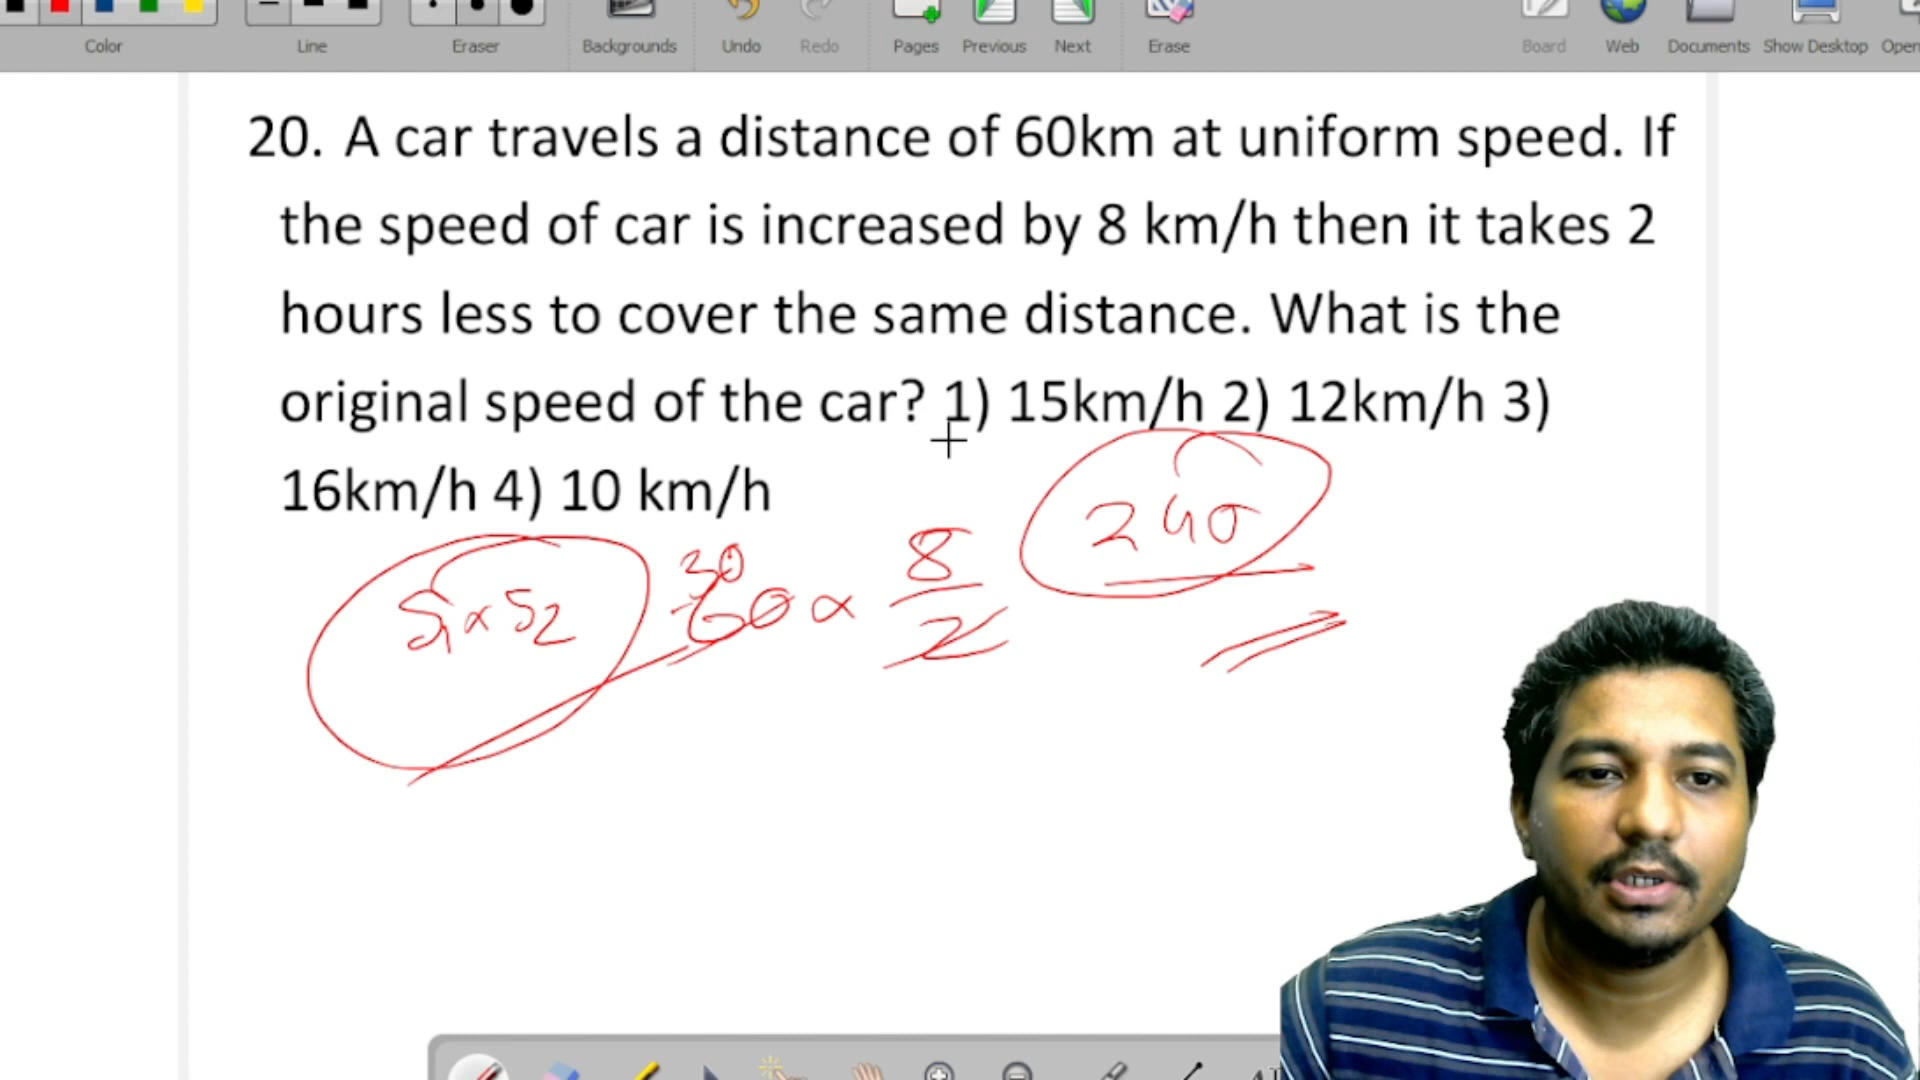 Color Line Eraser Backgrounds Undo Redo Pages Previous Next Erase Board Web Documents Show Desktop Open
20. A car travels a distance of 60km at uniform speed. If
the speed of car is increased by 8 km/h then it takes 2
hours less to cover the same distance. What is the
original speed of the car? 1) 15km/h 2) 12km/h 3)
16km/h 4) 10 km/h
240
30 8
S1 x S2 60 x
2